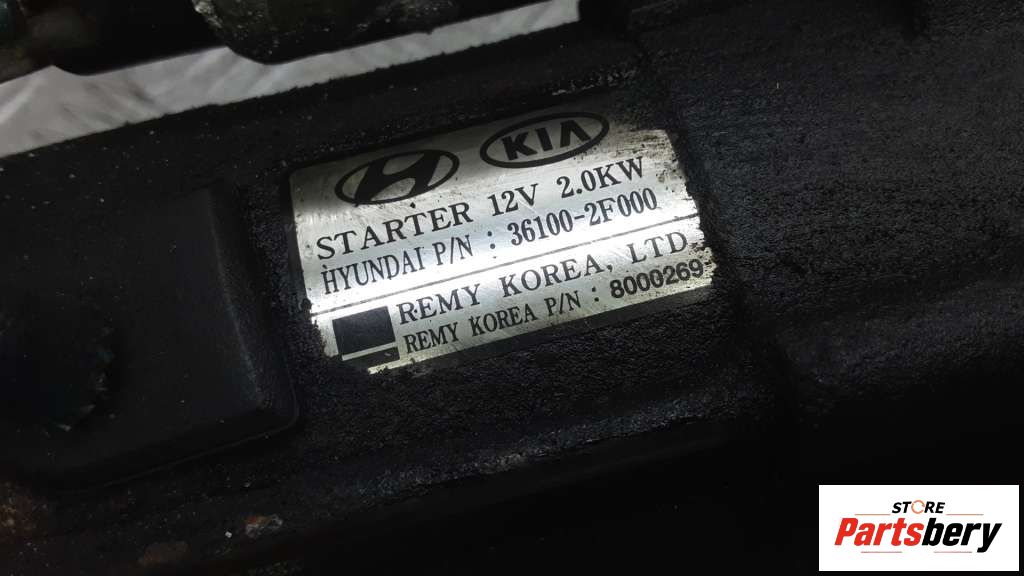 KIA
STARTER 12V 2.0KW
HYUNDAI P/N : 36100-2F000
REMY KOREA, LTD
REMY KOREA P/N : 8000269
STORE
Partsbery